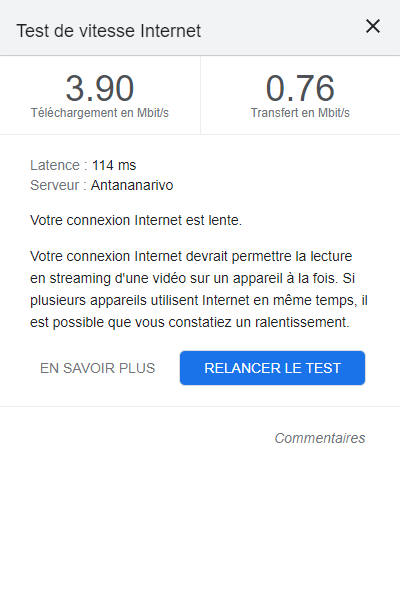 Test de vitesse Internet
3.90
Téléchargement en Mbit/s
0.76
Transfert en Mbit/s
Latence : 114 ms
Serveur : Antananarivo
Votre connexion Internet est lente.
Votre connexion Internet devrait permettre la lecture
en streaming d'une vidéo sur un appareil à la fois. Si
plusieurs appareils utilisent Internet en même temps, il
est possible que vous constatiez un ralentissement.
EN SAVOIR PLUS
RELANCER LE TEST
Commentaires